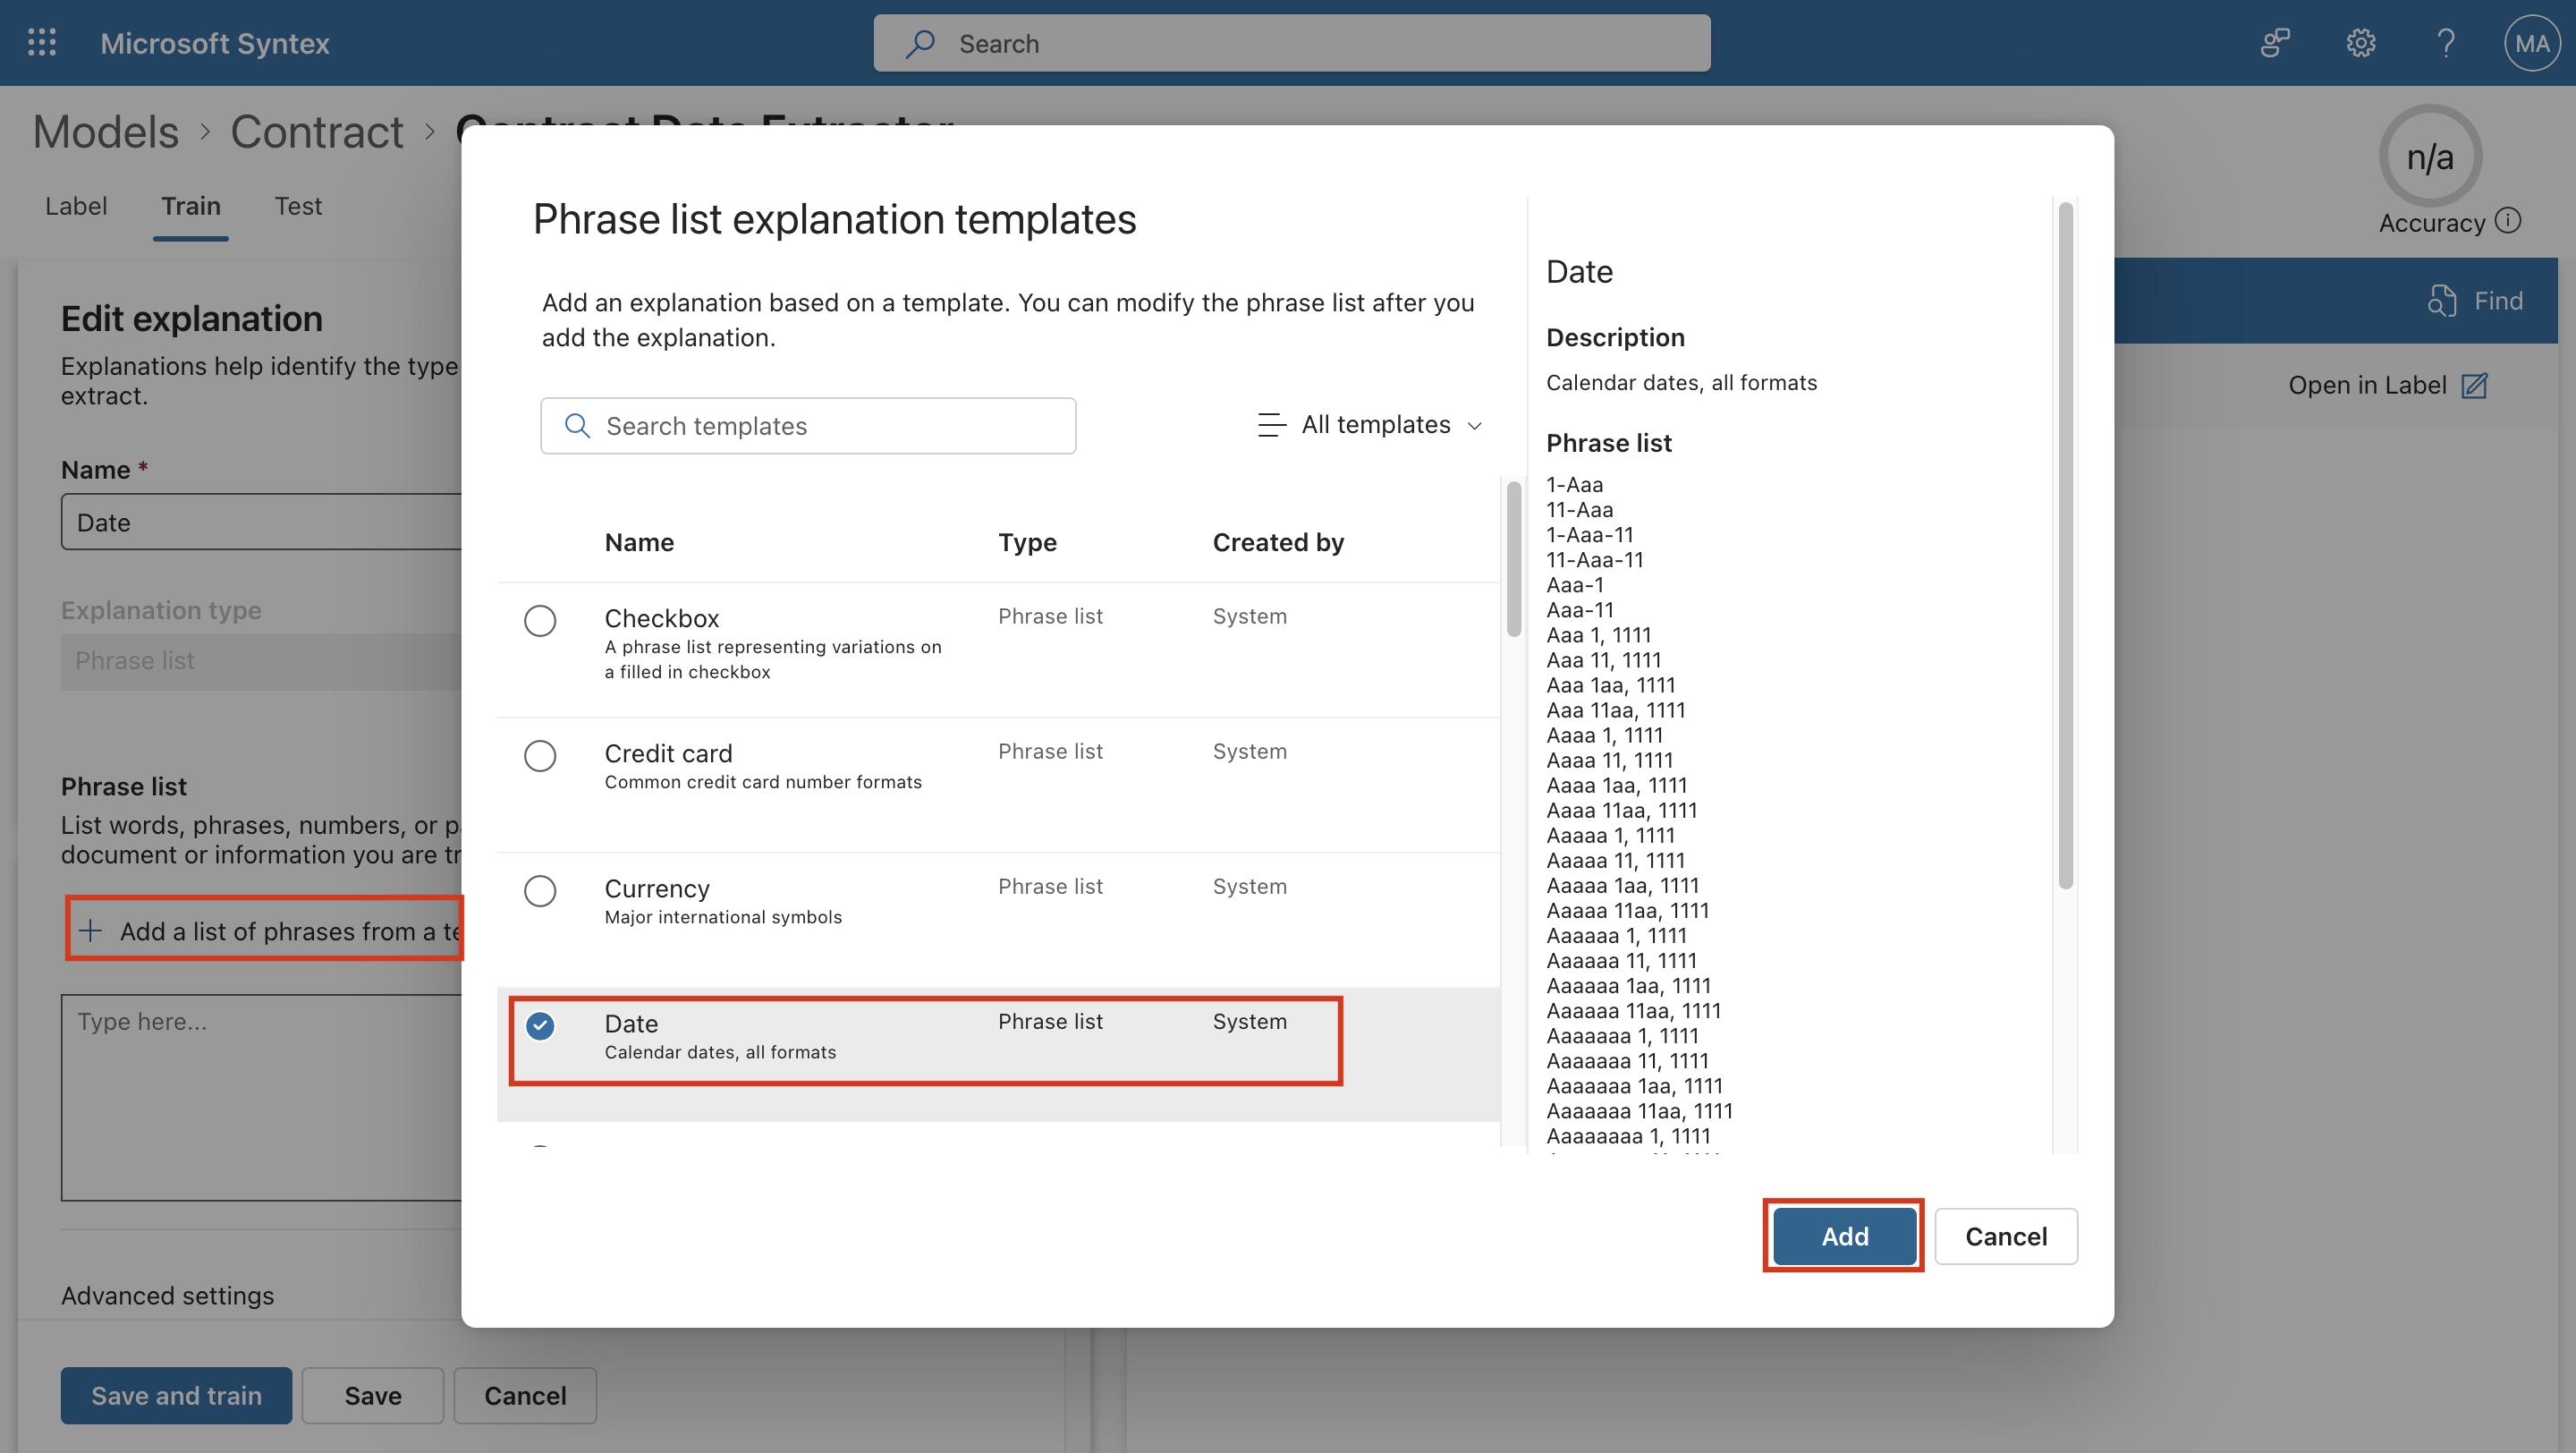 Microsoft Syntex
Search
MA
Models > Contract > Contract Date Extractor
n/a
Accuracy
Label
Train
Test
Find
Open in Label
Edit explanation
Explanations help identify the type
extract.
Name *
Date
Explanation type
Phrase list
Phrase list
List words, phrases, numbers, or p
document or information you are tr
Add a list of phrases from a te
Type here...
Advanced settings
Save and train
Save
Cancel
Phrase list explanation templates
Add an explanation based on a template. You can modify the phrase list after you
add the explanation.
Search templates
All templates
Name Type Created by
Checkbox Phrase list System
A phrase list representing variations on
a filled in checkbox
Credit card Phrase list System
Common credit card number formats
Currency Phrase list System
Major international symbols
Date Phrase list System
Calendar dates, all formats
Date
Description
Calendar dates, all formats
Phrase list
1-Aaa
11-Aaa
1-Aaa-11
11-Aaa-11
Aaa-1
Aaa-11
Aaa 1, 1111
Aaa 11, 1111
Aaa 1aa, 1111
Aaa 11aa, 1111
Aaaa 1, 1111
Aaaa 11, 1111
Aaaa 1aa, 1111
Aaaa 11aa, 1111
Aaaaa 1, 1111
Aaaaa 11, 1111
Aaaaa 1aa, 1111
Aaaaa 11aa, 1111
Aaaaaa 1, 1111
Aaaaaa 11, 1111
Aaaaaa 1aa, 1111
Aaaaaa 11aa, 1111
Aaaaaaa 1, 1111
Aaaaaaa 11, 1111
Aaaaaaa 1aa, 1111
Aaaaaaa 11aa, 1111
Aaaaaaaa 1, 1111
Add
Cancel